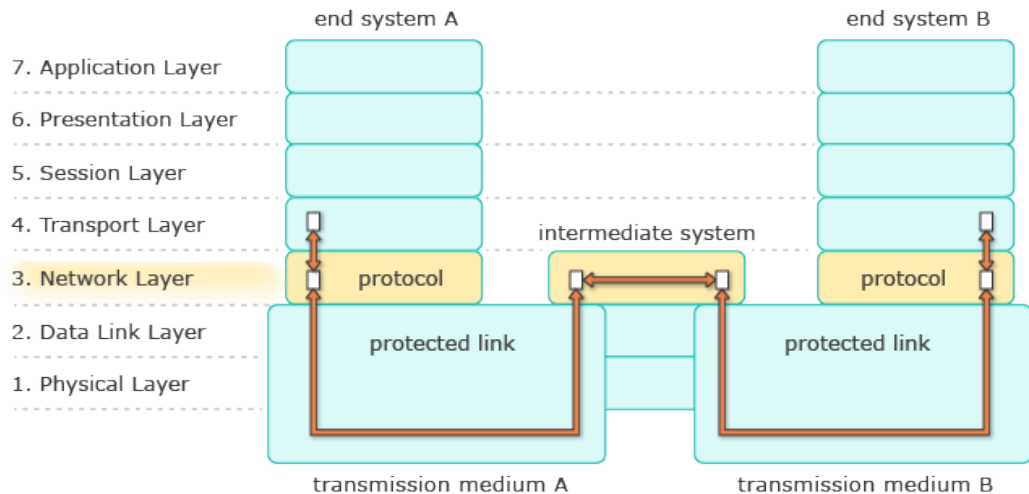 end system A
end system B
7. Application Layer
6. Presentation Layer
5. Session Layer
4. Transport Layer
intermediate system
3. Network Layer
protocol
protocol
2. Data Link Layer
protected link
protected link
1. Physical Layer
transmission medium A
transmission medium B